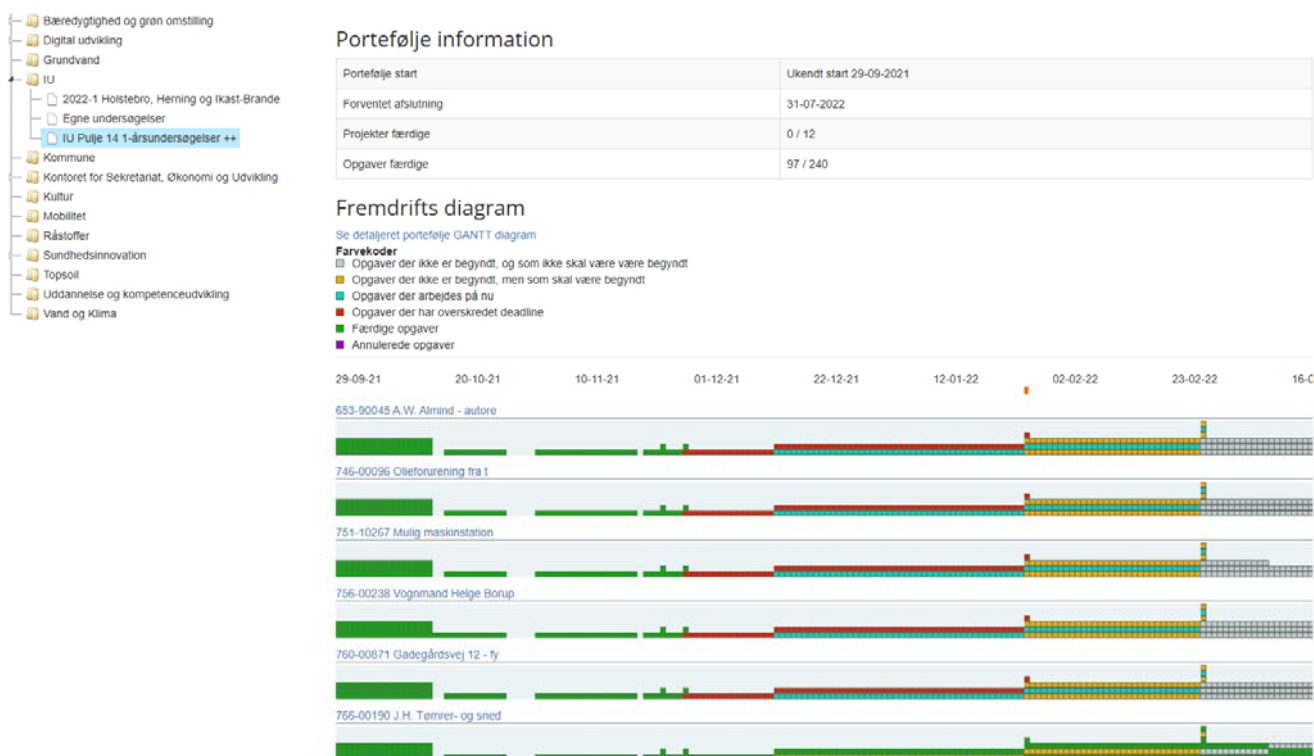 Bæredygtighed og grøn omstilling
Digital udvikling
Grundvand
IU
2022-1 Holstebro, Herning og Ikast-Brande
Egne undersøgelser
IU Pulje 14 1-årsundersøgelser ++
Kommune
Kontoret for Sekretariat, Økonomi og Udvikling
Kultur
Mobilitet
Råstoffer
Sundhedsinnovation
Topsoil
Uddannelse og kompetenceudvikling
Vand og Klima
Portefølje information
Portefølje start Ukendt start 29-09-2021
Forventet afslutning 31-07-2022
Projekter færdige 0 / 12
Opgaver færdige 97 / 240
Fremdrifts diagram
Se detaljeret portefølje GANTT diagram
Farvekoder
Opgaver der ikke er begyndt, og som ikke skal være være begyndt
Opgaver der ikke er begyndt, men som skal være begyndt
Opgaver der arbejdes på nu
Opgaver der har overskredet deadline
Færdige opgaver
Annulerede opgaver
29-09-21 20-10-21 10-11-21 01-12-21 22-12-21 12-01-22 02-02-22 23-02-22 16-0
653-90045 A.W. Almind - autore
746-00096 Olieforurening fra t
751-10267 Mulig maskinstation
756-00238 Vognmand Helge Borup
760-00871 Gadegårdsvej 12 - fy
766-00190 J.H. Tømrer- og sned